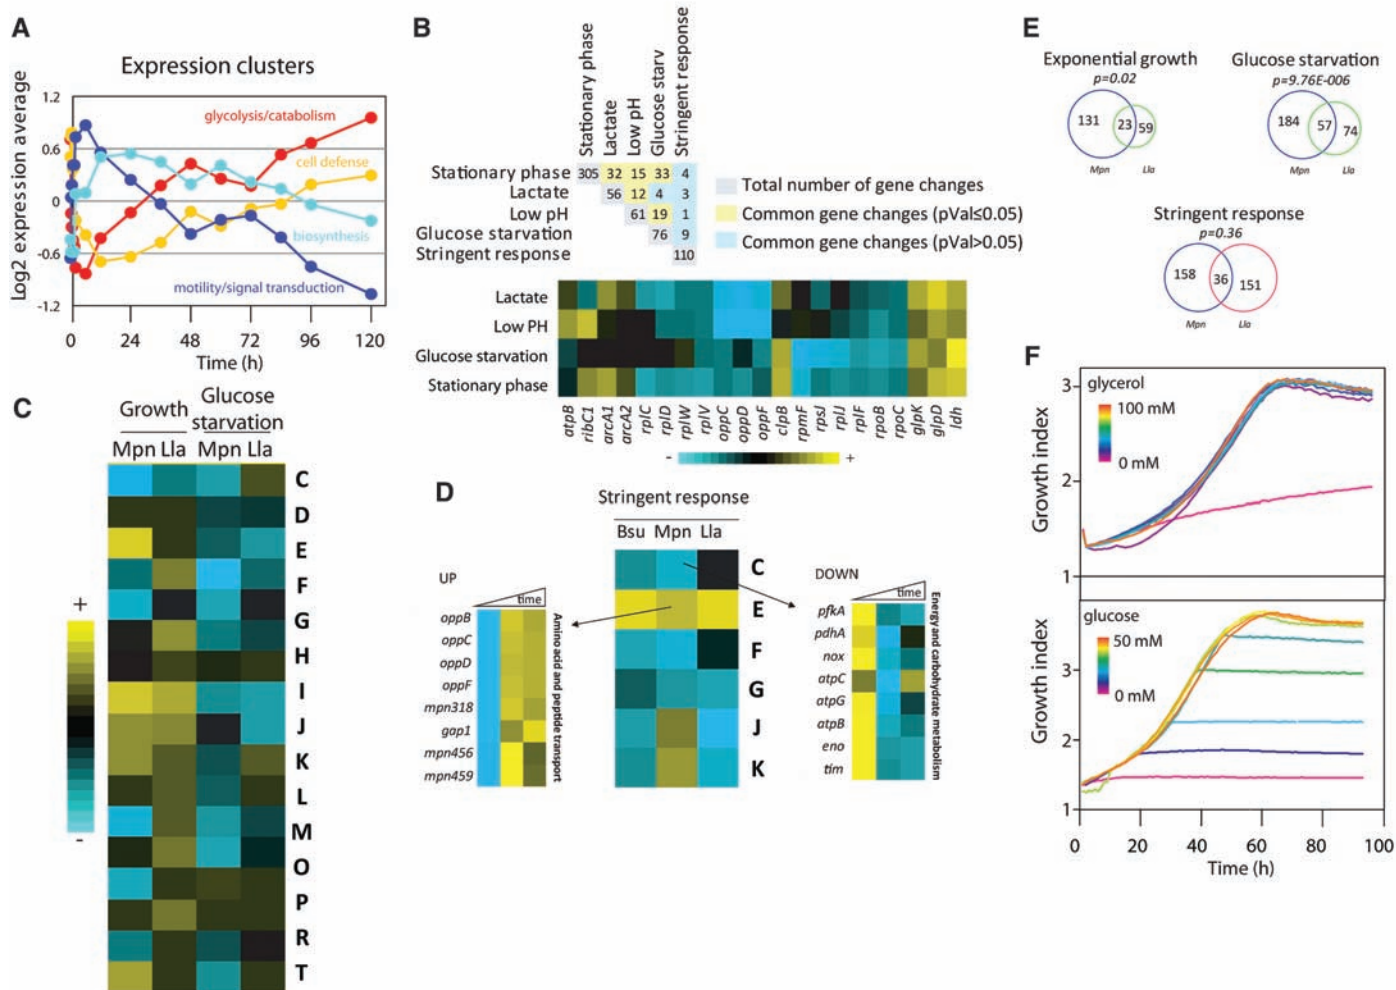 A
Expression clusters
Log2 expression average
1.2
0.6
0
-0.6
-1.2
glycolysis/catabolism
cell defense
biosynthesis
motility/signal transduction
0
24
48
72
96
120
Time (h)
B
Stationary phase
Lactate
Low pH
Glucose starv
Stringent response
Stationary phase 305 32 15 33 4
Lactate 56 12 4 3
Low pH 61 19 1
Glucose starvation 76 9
Stringent response 110
Total number of gene changes
Common gene changes (pVal≤0.05)
Common gene changes (pVal>0.05)
Lactate
Low PH
Glucose starvation
Stationary phase
atpB
ribC1
arcA1
arcA2
rplC
rplD
rplW
rplV
oppC
oppD
oppF
clpB
rpmF
rpsJ
rplJ
rplF
rpoB
rpoC
glpK
glpD
ldh
- +
C
Growth
Glucose
starvation
Mpn Lla Mpn Lla
+
-
C
D
E
F
G
H
I
J
K
L
M
O
P
R
T
D
Stringent response
Bsu Mpn Lla
C
E
F
G
J
K
UP
time
oppB
oppC
oppD
oppF
mpn318
gap1
mpn456
mpn459
Amino acid and peptide transport
DOWN
time
pfkA
pdhA
nox
atpC
atpG
atpB
eno
tim
Energy and carbohydrate metabolism
E
Exponential growth
p=0.02
131 23 59
Mpn Lla
Glucose starvation
p=9.76E-006
184 57 74
Mpn Lla
Stringent response
p=0.36
158 36 151
Mpn Lla
F
Growth index
3
2
1
glycerol
100 mM
0 mM
Growth index
3
2
1
glucose
50 mM
0 mM
0 20 40 60 80 100
Time (h)